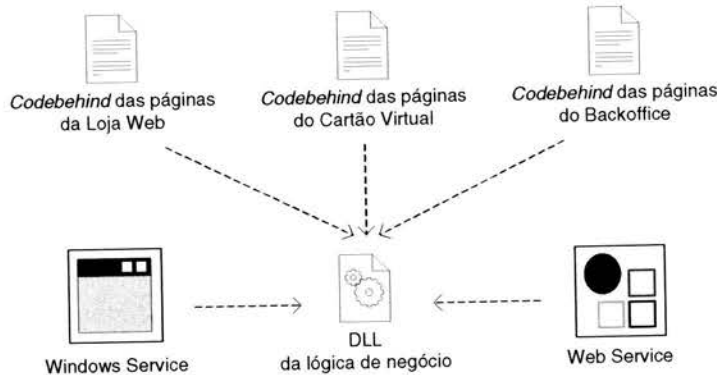 Codebehind das páginas
da Loja Web
Codebehind das páginas
do Cartão Virtual
Codebehind das páginas
do Backoffice
Windows Service
DLL
da lógica de negócio
Web Service